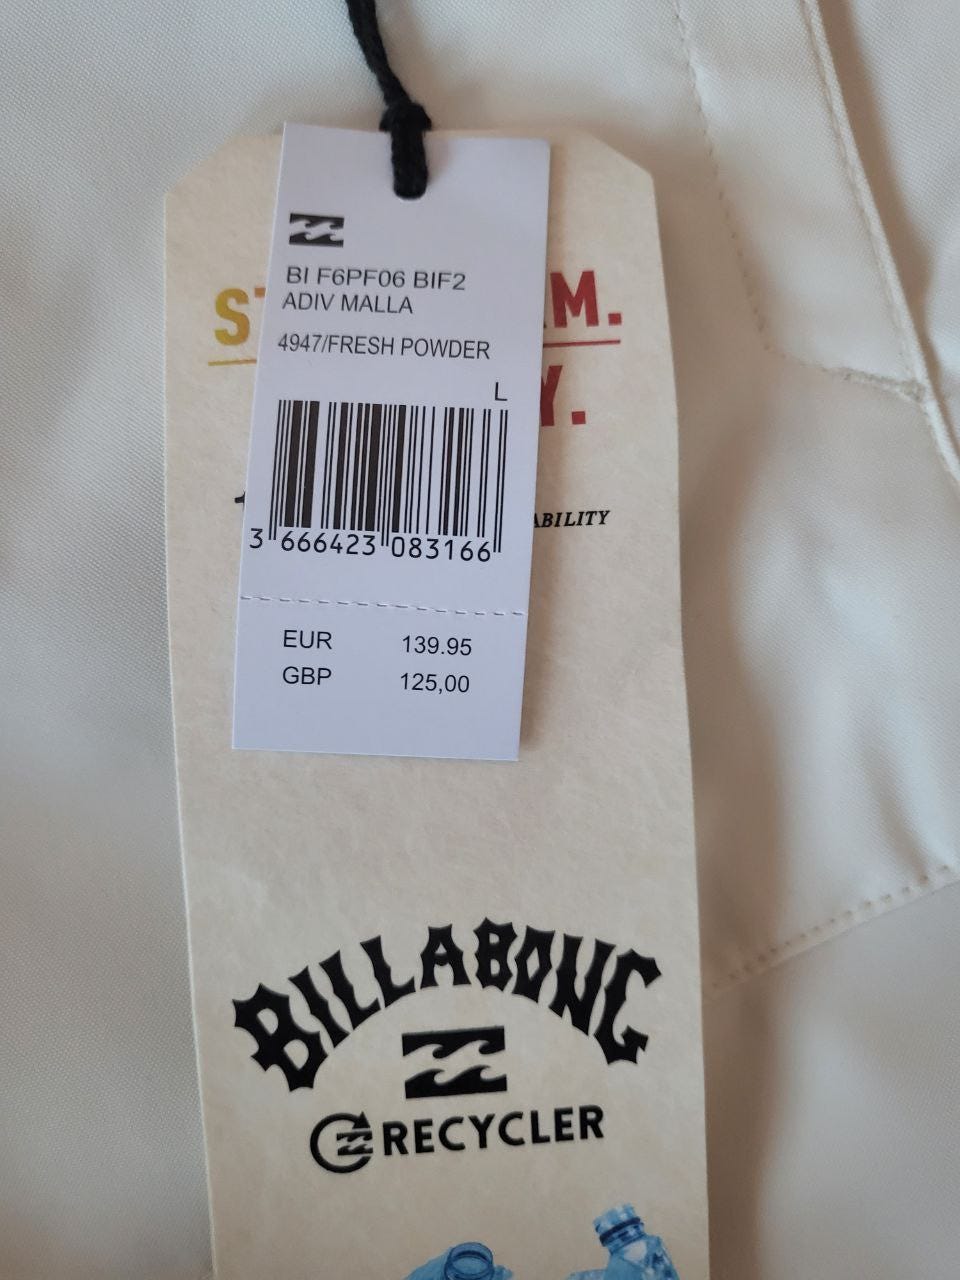 BI F6PF06 BIF2
ADIV MALLA
4947/FRESH POWDER
L
3 666423 083166
EUR 139.95
GBP 125,00
BILLABONG
RECYCLER